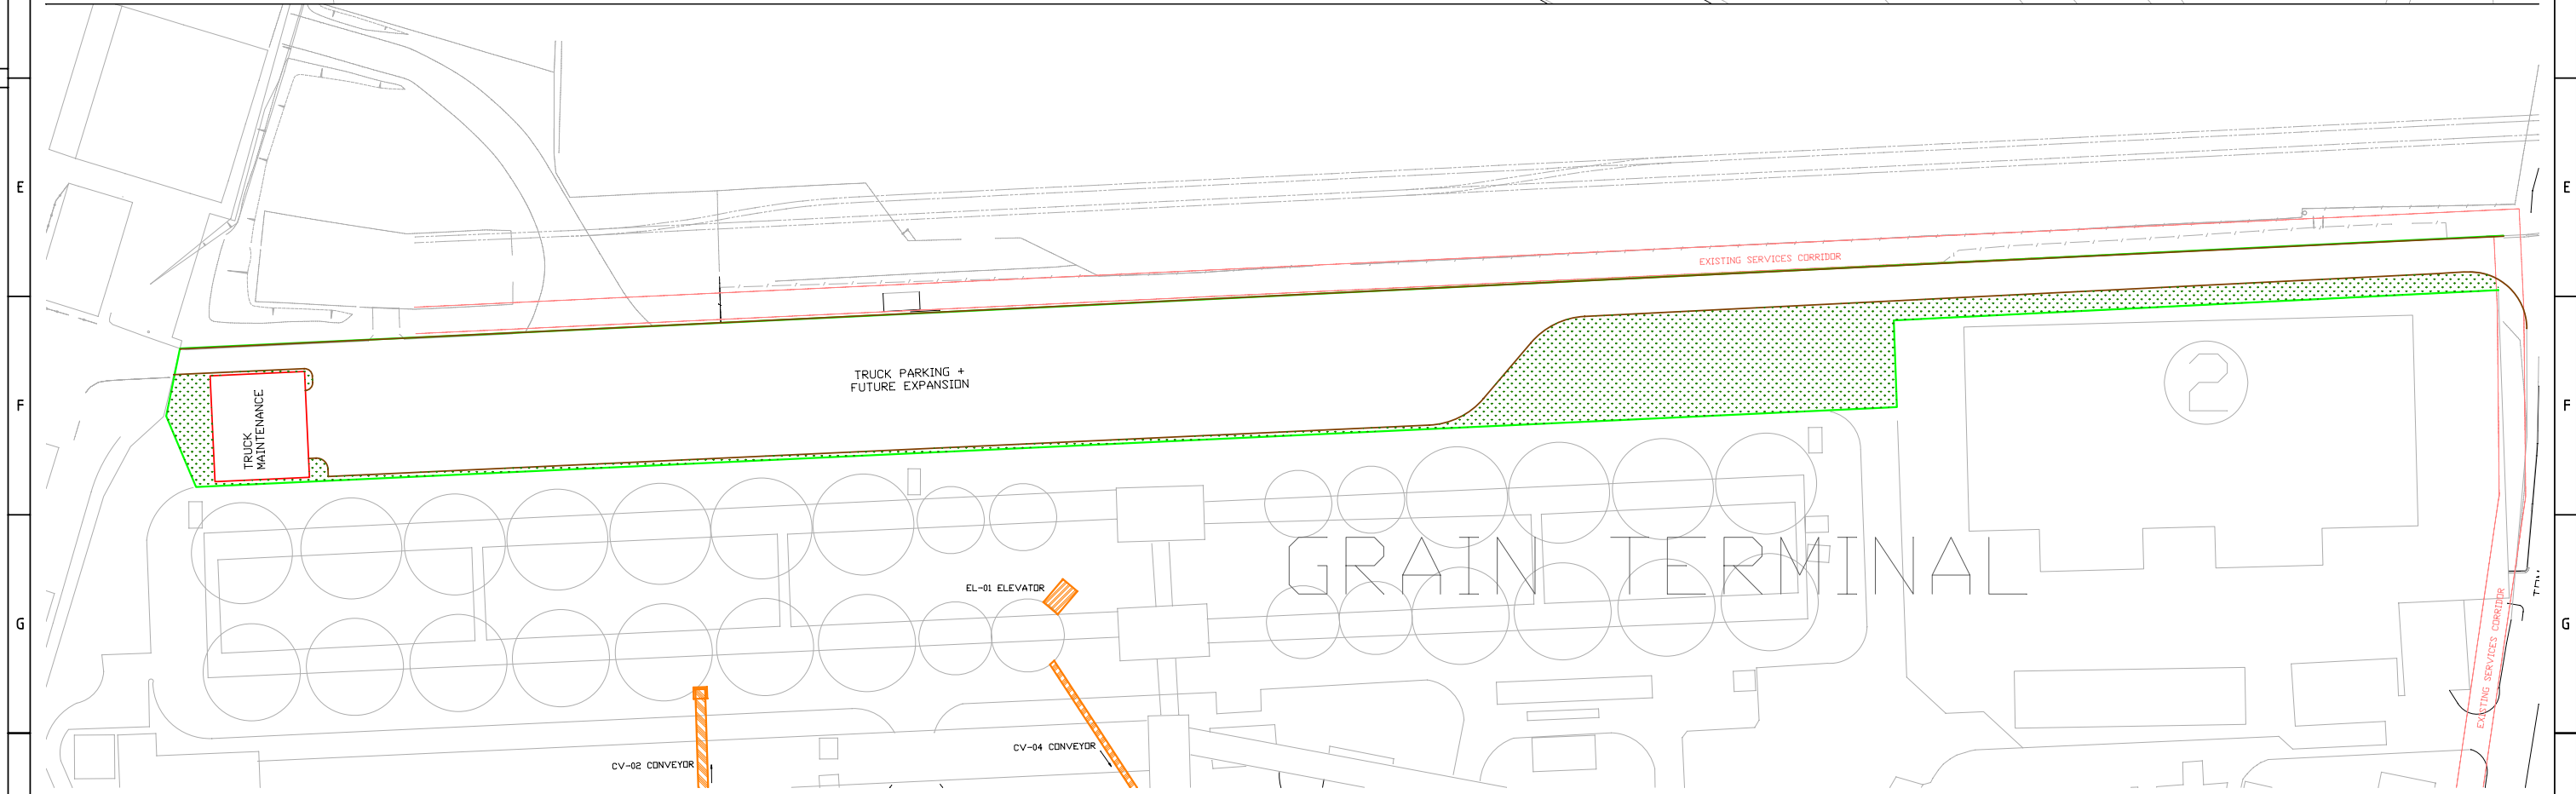 E
E
EXISTING SERVICES CORRIDOR
TRUCK PARKING +
FUTURE EXPANSION
2
F
TRUCK
MAINTENANCE
F
GRAIN TERMINAL
EL-01 ELEVATOR
G
G
EXISTING SERVICES CORRIDOR
CV-04 CONVEYOR
CV-02 CONVEYOR